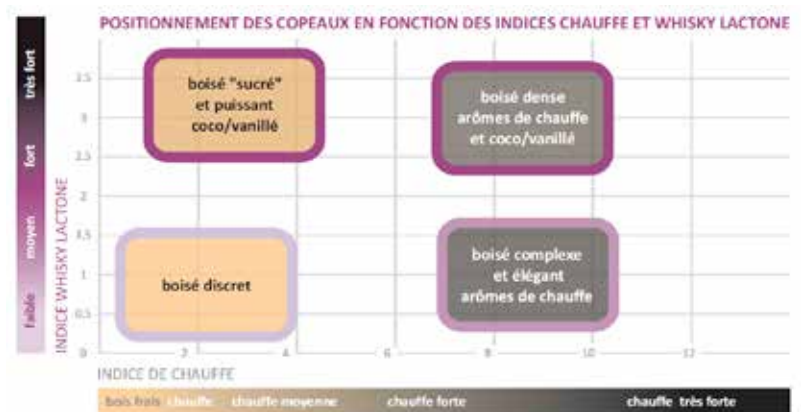 POSITIONNEMENT DES COPEAUX EN FONCTION DES INDICES CHAUFFE ET WHISKY LACTONE
très fort
fort
moyen
faible
INDICE WHISKY LACTONE
3.5
3
2.5
2
1.5
1
0.5
0
boisé "sucré"
et puissant
coco/vanillé
boisé dense
arômes de chauffe
et coco/vanillé
boisé discret
boisé complexe
et élégant
arômes de chauffe
2 4 6 8 10 12
INDICE DE CHAUFFE
bois frais chauffe chauffe moyenne chauffe forte chauffe très forte